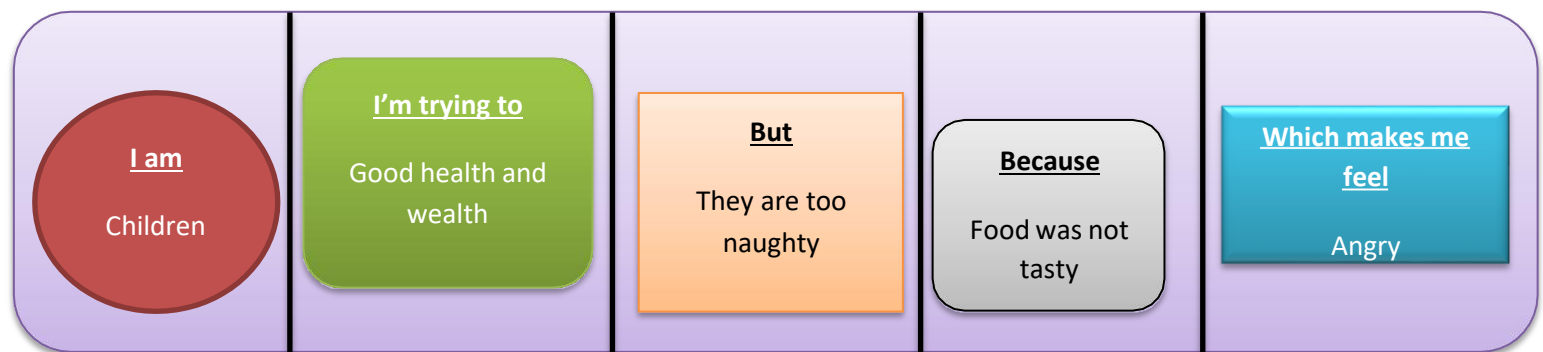 I am
Children
I'm trying to
Good health and
wealth
But
They are too
naughty
Because
Food was not
tasty
Which makes me
feel
Angry